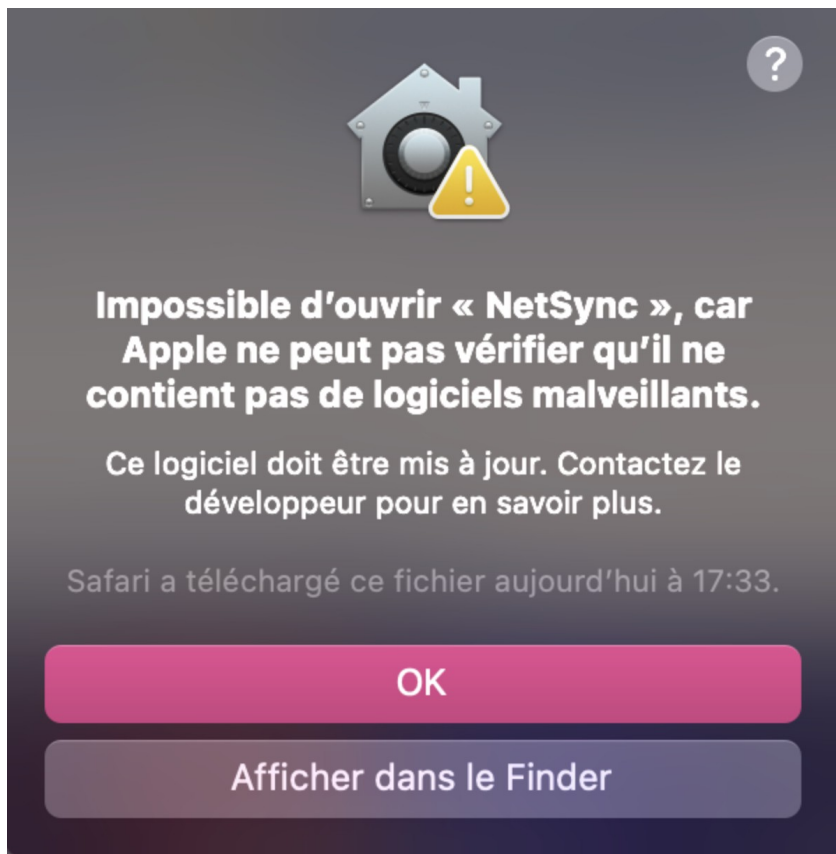 ?
Impossible d’ouvrir « NetSync », car
Apple ne peut pas vérifier qu’il ne
contient pas de logiciels malveillants.
Ce logiciel doit être mis à jour. Contactez le
développeur pour en savoir plus.
Safari a téléchargé ce fichier aujourd’hui à 17:33.
OK
Afficher dans le Finder